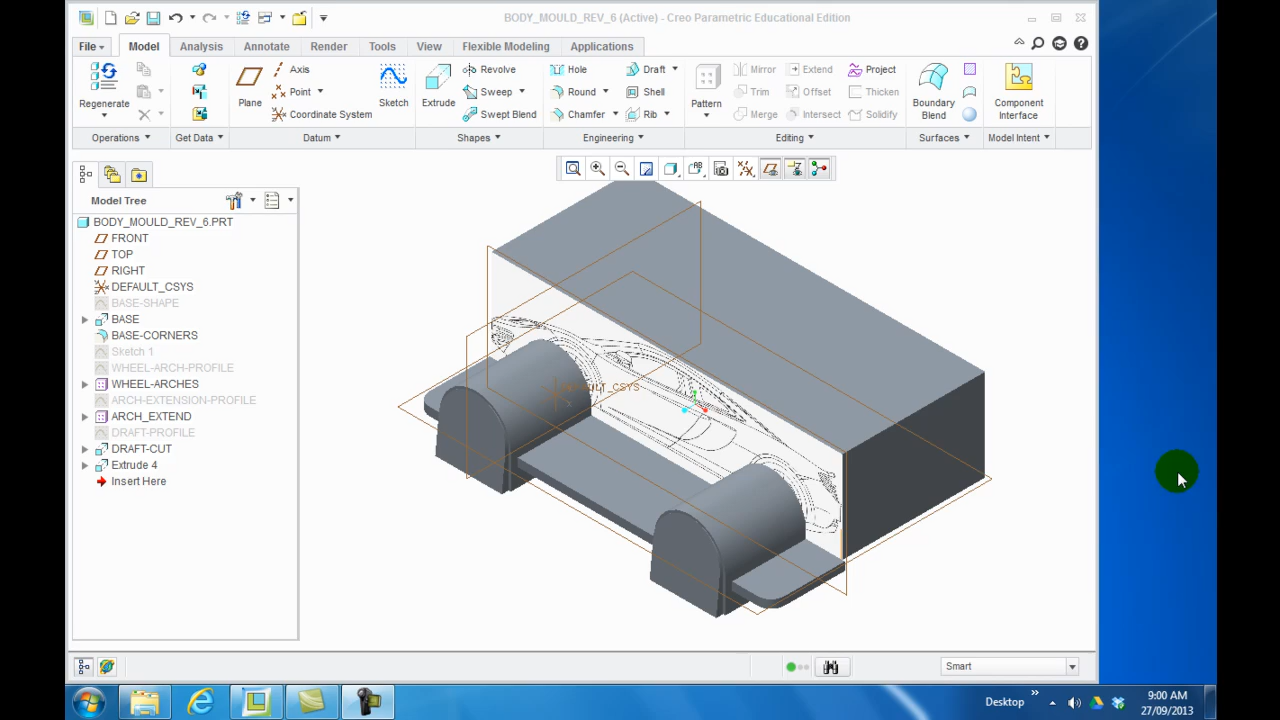 BODY_MOULD_REV_6 (Active) - Creo Parametric Educational Edition
File Model Analysis Annotate Render Tools View Flexible Modeling Applications
Regenerate
Plane
Axis
Point
Coordinate System
Sketch
Extrude
Revolve
Sweep
Swept Blend
Hole
Round
Chamfer
Draft
Shell
Rib
Pattern
Mirror
Trim
Merge
Extend
Offset
Intersect
Project
Thicken
Solidify
Boundary
Blend
Component
Interface
Operations Get Data Datum Shapes Engineering Editing Surfaces Model Intent
Model Tree
BODY_MOULD_REV_6.PRT
FRONT
TOP
RIGHT
DEFAULT_CSYS
BASE-SHAPE
BASE
BASE-CORNERS
Sketch 1
WHEEL-ARCH-PROFILE
WHEEL-ARCHES
ARCH-EXTENSION-PROFILE
ARCH_EXTEND
DRAFT-PROFILE
DRAFT-CUT
Extrude 4
Insert Here
Smart
Desktop
9:00 AM
27/09/2013